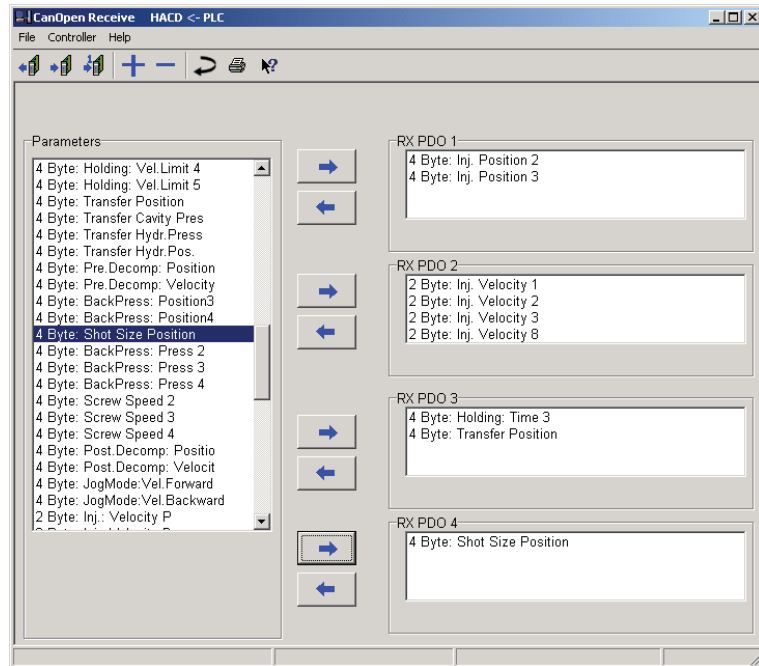 CanOpen Receive HACD <- PLC
File Controller Help
Parameters
4 Byte: Holding: Vel.Limit 4
4 Byte: Holding: Vel.Limit 5
4 Byte: Transfer Position
4 Byte: Transfer Cavity Pres
4 Byte: Transfer Hydr.Press
4 Byte: Transfer Hydr.Pos.
4 Byte: Pre.Decomp: Position
4 Byte: Pre.Decomp: Velocity
4 Byte: BackPress: Position3
4 Byte: BackPress: Position4
4 Byte: Shot Size Position
4 Byte: BackPress: Press 2
4 Byte: BackPress: Press 3
4 Byte: BackPress: Press 4
4 Byte: Screw Speed 2
4 Byte: Screw Speed 3
4 Byte: Screw Speed 4
4 Byte: Post.Decomp: Positio
4 Byte: Post.Decomp: Velocit
4 Byte: JogMode:Vel.Forward
4 Byte: JogMode:Vel.Backward
2 Byte: Inj.: Velocity P
RX PDO 1
4 Byte: Inj. Position 2
4 Byte: Inj. Position 3
RX PDO 2
2 Byte: Inj. Velocity 1
2 Byte: Inj. Velocity 2
2 Byte: Inj. Velocity 3
2 Byte: Inj. Velocity 8
RX PDO 3
4 Byte: Holding: Time 3
4 Byte: Transfer Position
RX PDO 4
4 Byte: Shot Size Position